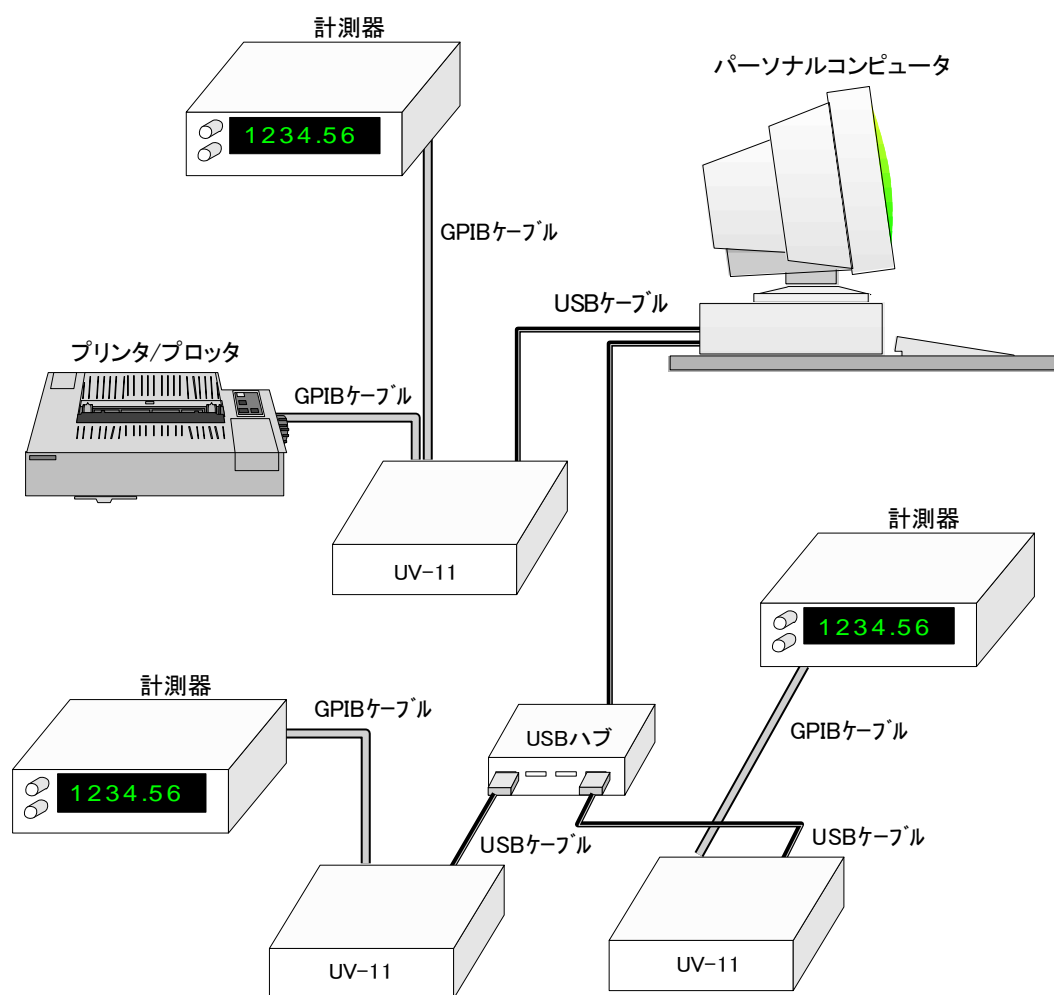 計測器
パーソナルコンピュータ
1234.56
GPIBｹｰﾌﾞﾙ
USBｹｰﾌﾞﾙ
プリンタ/プロッタ
GPIBｹｰﾌﾞﾙ
UV-11
計測器
1234.56
計測器
GPIBｹｰﾌﾞﾙ
USBハブ
GPIBｹｰﾌﾞﾙ
1234.56
USBｹｰﾌﾞﾙ
USBｹｰﾌﾞﾙ
UV-11
UV-11